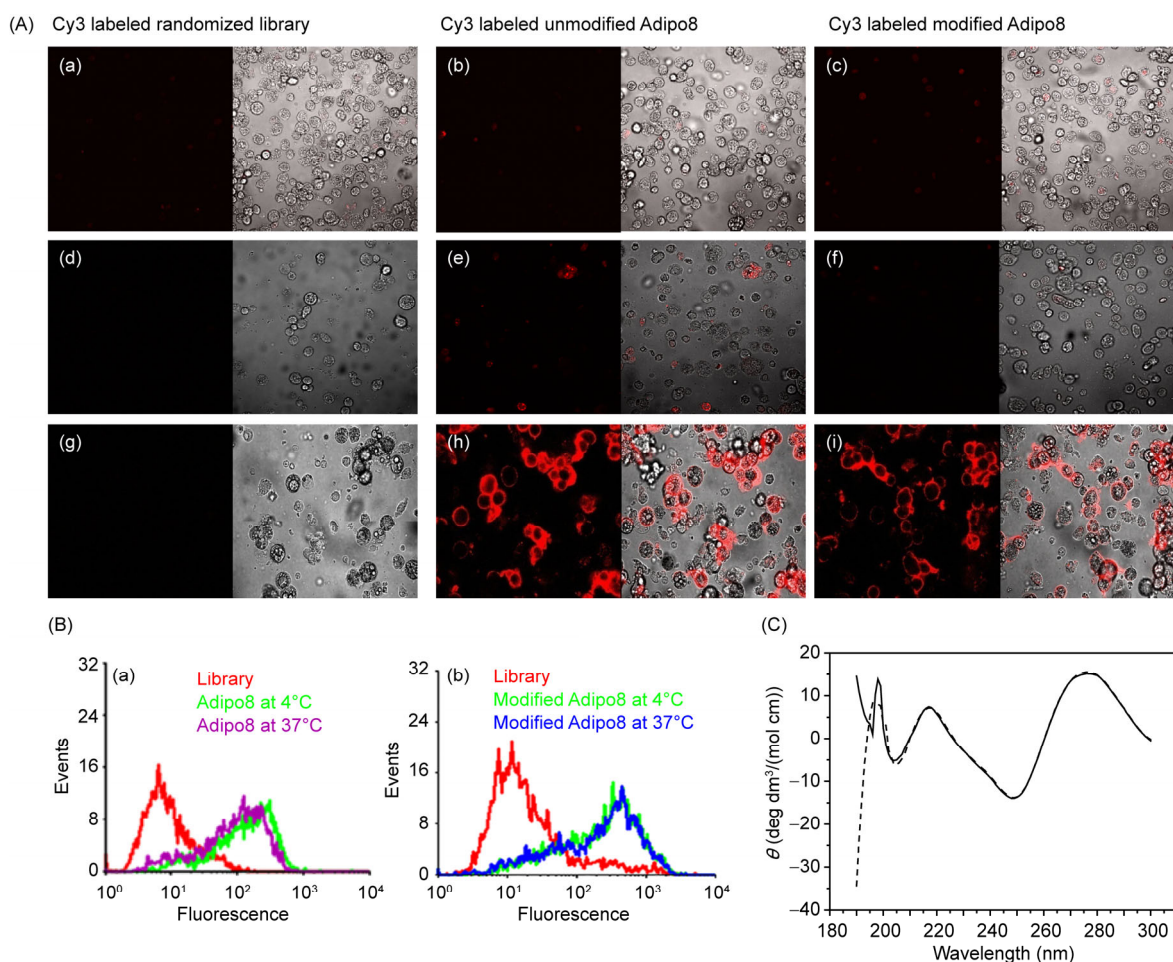 (A)
Cy3 labeled randomized library
Cy3 labeled unmodified Adipo8
Cy3 labeled modified Adipo8
(a)
(b)
(c)
(d)
(e)
(f)
(g)
(h)
(i)
(B)
(a)
32
24
16
8
0
Events
Library
Adipo8 at 4°C
Adipo8 at 37°C
10⁰ 10¹ 10² 10³ 10⁴
Fluorescence
(b)
32
24
16
8
0
Events
Library
Modified Adipo8 at 4°C
Modified Adipo8 at 37°C
10⁰ 10¹ 10² 10³ 10⁴
Fluorescence
(C)
20
10
0
−10
−20
−30
−40
θ (deg dm³/(mol cm))
180 200 220 240 260 280 300
Wavelength (nm)